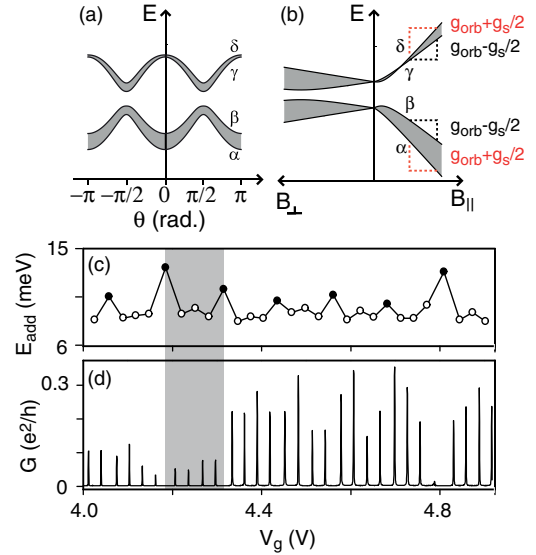 (a)
E
δ
γ
β
α
−π
−π/2
0
π/2
π
θ (rad.)
(b)
E
g_orb+g_s/2
δ
γ
g_orb-g_s/2
β
g_orb-g_s/2
α
g_orb+g_s/2
B_⊥
B_||
(c)
15
E_add (meV)
6
(d)
0.3
G (e²/h)
0
4.0
4.4
4.8
V_g (V)